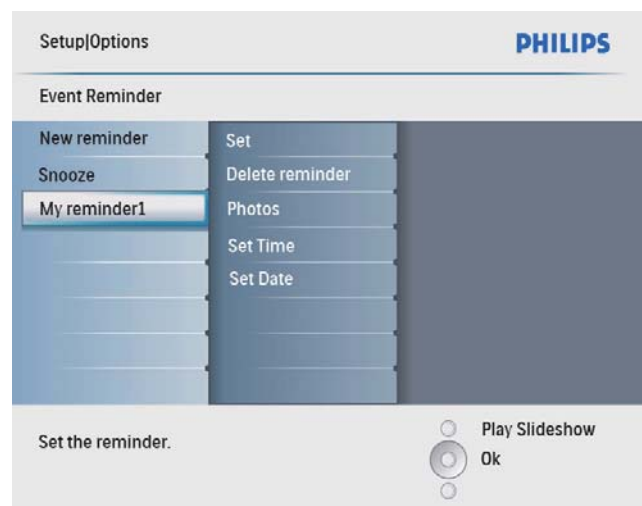 Setup|Options
PHILIPS
Event Reminder
New reminder
Snooze
My reminder1
Set
Delete reminder
Photos
Set Time
Set Date
Set the reminder.
Play Slideshow
Ok